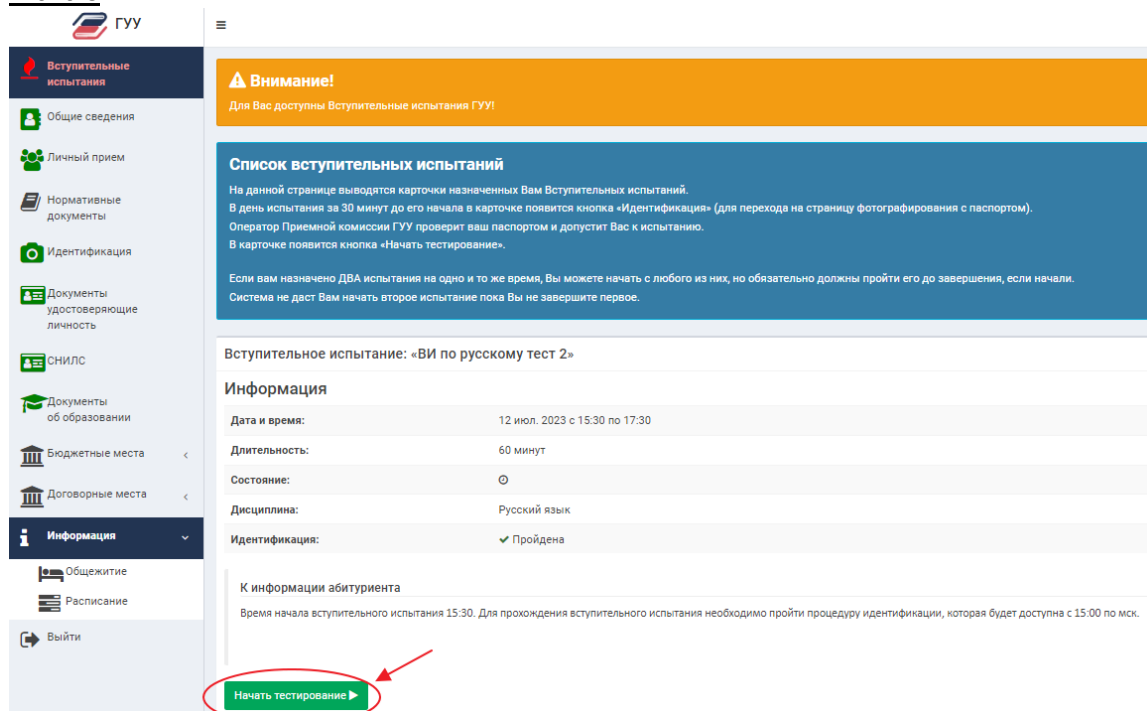 ГУУ
Вступительные
испытания
Общие сведения
Личный прием
Нормативные
документы
Идентификация
Документы
удостоверяющие
личность
СНИЛС
Документы
об образовании
Бюджетные места
Договорные места
Информация
Общежитие
Расписание
Выйти
Внимание!
Для Вас доступны Вступительные испытания ГУУ!
Список вступительных испытаний
На данной странице выводятся карточки назначенных Вам Вступительных испытаний.
В день испытания за 30 минут до его начала в карточке появится кнопка «Идентификация» (для перехода на страницу фотографирования с паспортом).
Оператор Приемной комиссии ГУУ проверит ваш паспортом и допустит Вас к испытанию.
В карточке появится кнопка «Начать тестирование».
Если вам назначено ДВА испытания на одно и то же время, Вы можете начать с любого из них, но обязательно должны пройти его до завершения, если начали.
Система не даст Вам начать второе испытание пока Вы не завершите первое.
Вступительное испытание: «ВИ по русскому тест 2»
Информация
Дата и время: 12 июл. 2023 с 15:30 по 17:30
Длительность: 60 минут
Состояние:
Дисциплина: Русский язык
Идентификация: ✔ Пройдена
К информации абитуриента
Время начала вступительного испытания 15:30. Для прохождения вступительного испытания необходимо пройти процедуру идентификации, которая будет доступна с 15:00 по мск.
Начать тестирование